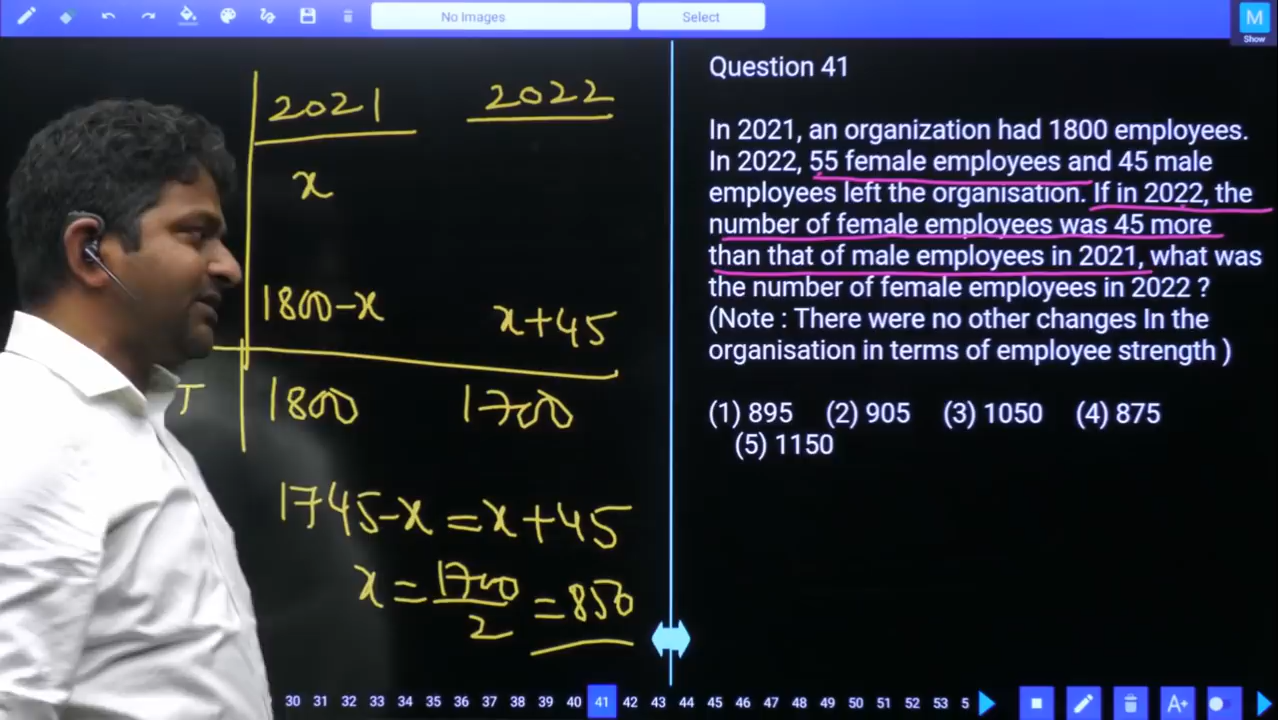 No Images
Select
M
Show
2021
2022
x
1800-x
x+45
T
1800
1700
1745-x=x+45
x=1700/2=850
Question 41
In 2021, an organization had 1800 employees.
In 2022, 55 female employees and 45 male
employees left the organisation. If in 2022, the
number of female employees was 45 more
than that of male employees in 2021, what was
the number of female employees in 2022 ?
(Note : There were no other changes In the
organisation in terms of employee strength )
(1) 895 (2) 905 (3) 1050 (4) 875
(5) 1150
30 31 32 33 34 35 36 37 38 39 40 41 42 43 44 45 46 47 48 49 50 51 52 53 5
A+